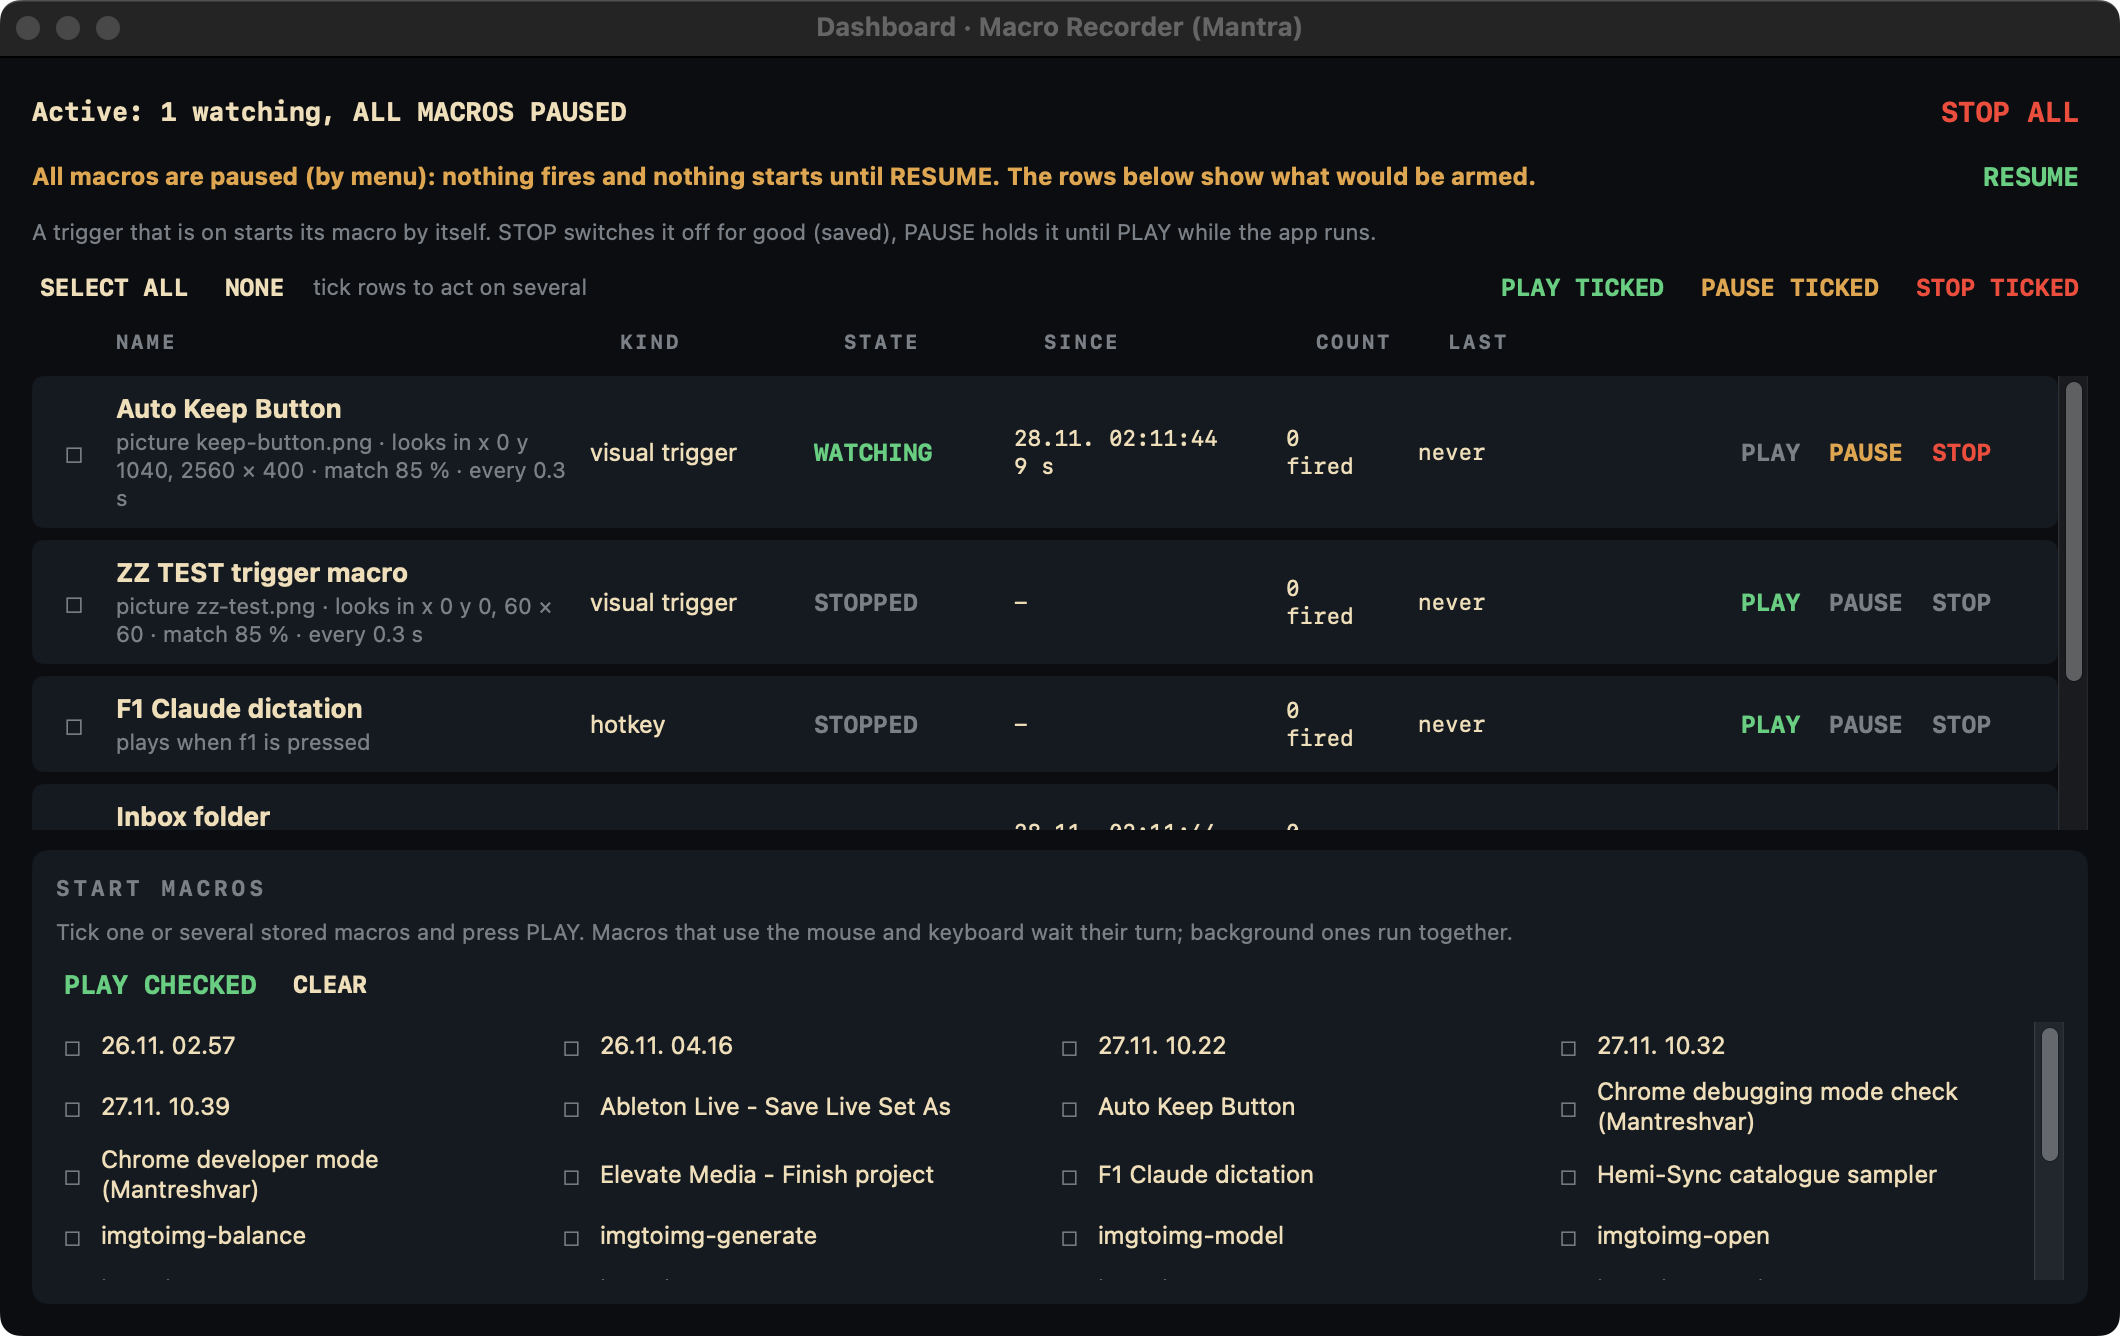 Dashboard · Macro Recorder (Mantra)
Active: 1 watching, ALL MACROS PAUSED
STOP ALL
All macros are paused (by menu): nothing fires and nothing starts until RESUME. The rows below show what would be armed.
RESUME
A trigger that is on starts its macro by itself. STOP switches it off for good (saved), PAUSE holds it until PLAY while the app runs.
SELECT ALL NONE tick rows to act on several
PLAY TICKED PAUSE TICKED STOP TICKED
NAME KIND STATE SINCE COUNT LAST
Auto Keep Button
picture keep-button.png · looks in x 0 y
1040, 2560 × 400 · match 85 % · every 0.3
s
visual trigger
WATCHING
28.11. 02:11:44
9 s
0
fired
never
PLAY PAUSE STOP
ZZ TEST trigger macro
picture zz-test.png · looks in x 0 y 0, 60 ×
60 · match 85 % · every 0.3 s
visual trigger
STOPPED
–
0
fired
never
PLAY PAUSE STOP
F1 Claude dictation
plays when f1 is pressed
hotkey
STOPPED
–
0
fired
never
PLAY PAUSE STOP
Inbox folder
START MACROS
Tick one or several stored macros and press PLAY. Macros that use the mouse and keyboard wait their turn; background ones run together.
PLAY CHECKED CLEAR
26.11. 02.57
26.11. 04.16
27.11. 10.22
27.11. 10.32
27.11. 10.39
Ableton Live - Save Live Set As
Auto Keep Button
Chrome debugging mode check
(Mantreshvar)
Chrome developer mode
(Mantreshvar)
Elevate Media - Finish project
F1 Claude dictation
Hemi-Sync catalogue sampler
imgtoimg-balance
imgtoimg-generate
imgtoimg-model
imgtoimg-open